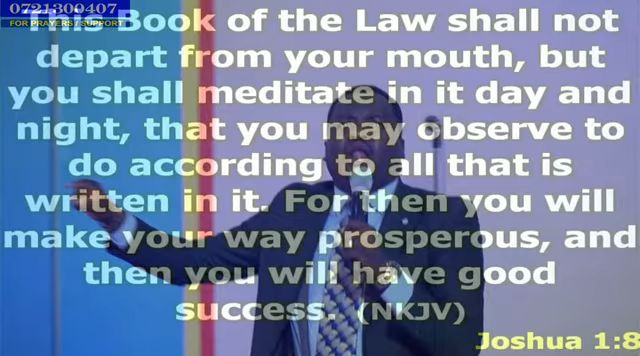 0721300407
FOR PRAYERS / SUPPORT
This Book of the Law shall not
depart from your mouth, but
you shall meditate in it day and
night, that you may observe to
do according to all that is
written in it. For then you will
make your way prosperous, and
then you will have good
success. (NKJV)
Joshua 1:8